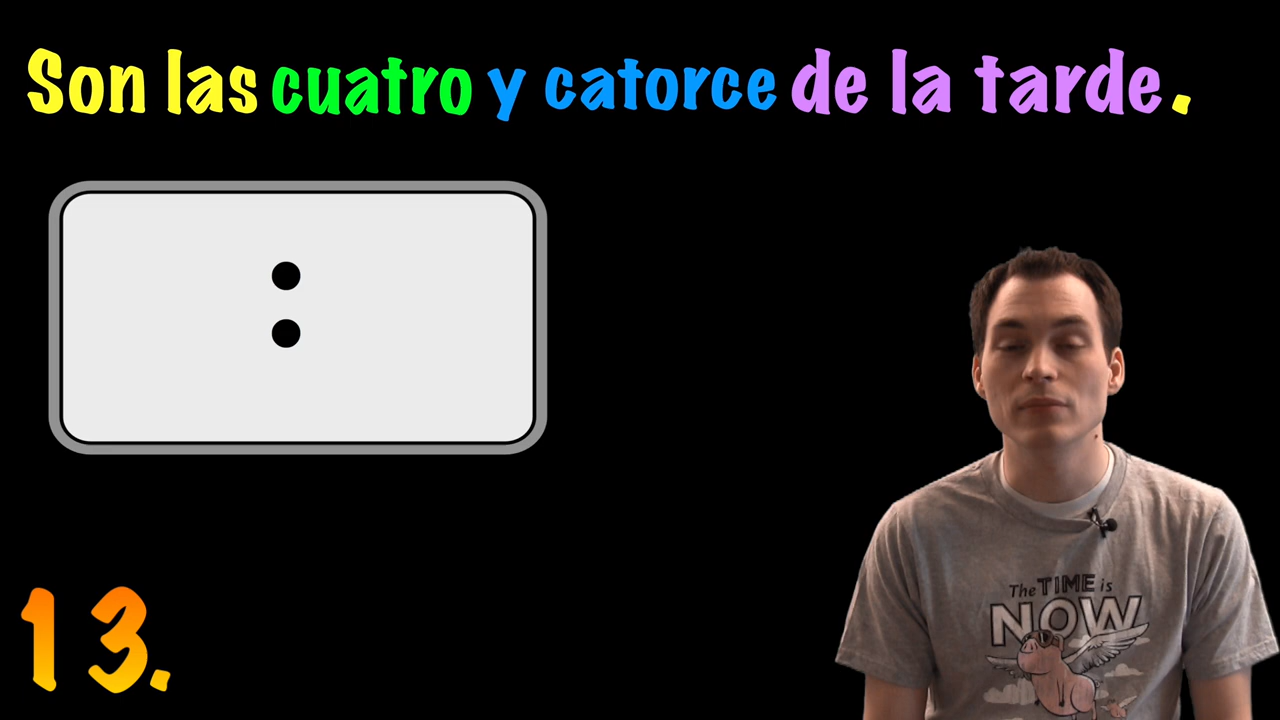 Son las cuatro y catorce de la tarde.
:
13.
The TIME is
NOW